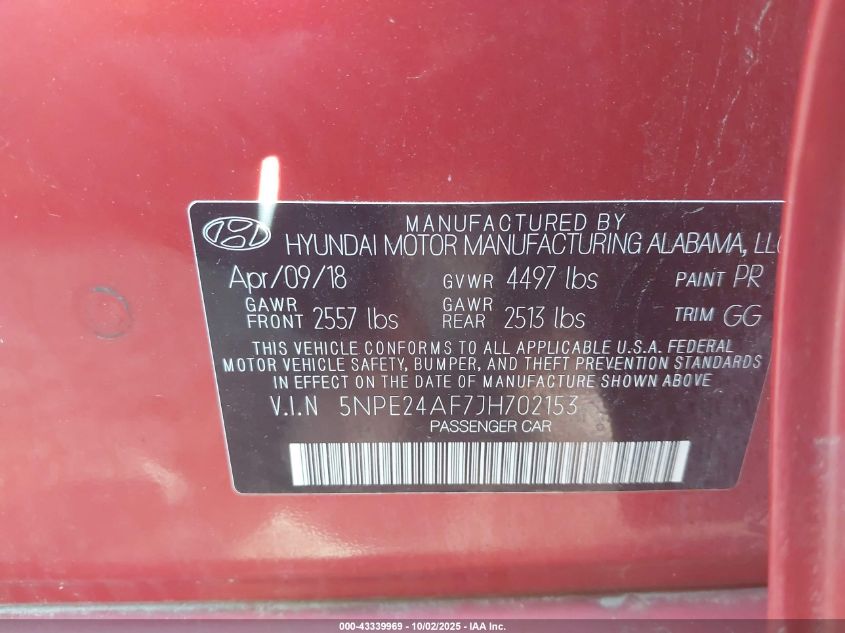 MANUFACTURED BY
HYUNDAI MOTOR MANUFACTURING ALABAMA, LLC
Apr/09/18 GVWR 4497 lbs PAINT PR
GAWR FRONT 2557 lbs GAWR REAR 2513 lbs TRIM GG
THIS VEHICLE CONFORMS TO ALL APPLICABLE U.S.A. FEDERAL
MOTOR VEHICLE SAFETY, BUMPER, AND THEFT PREVENTION STANDARDS
IN EFFECT ON THE DATE OF MANUFACTURE SHOWN ABOVE
V.I.N 5NPE24AF7JH702153
PASSENGER CAR
000-43339969 - 10/02/2025 - IAA Inc.